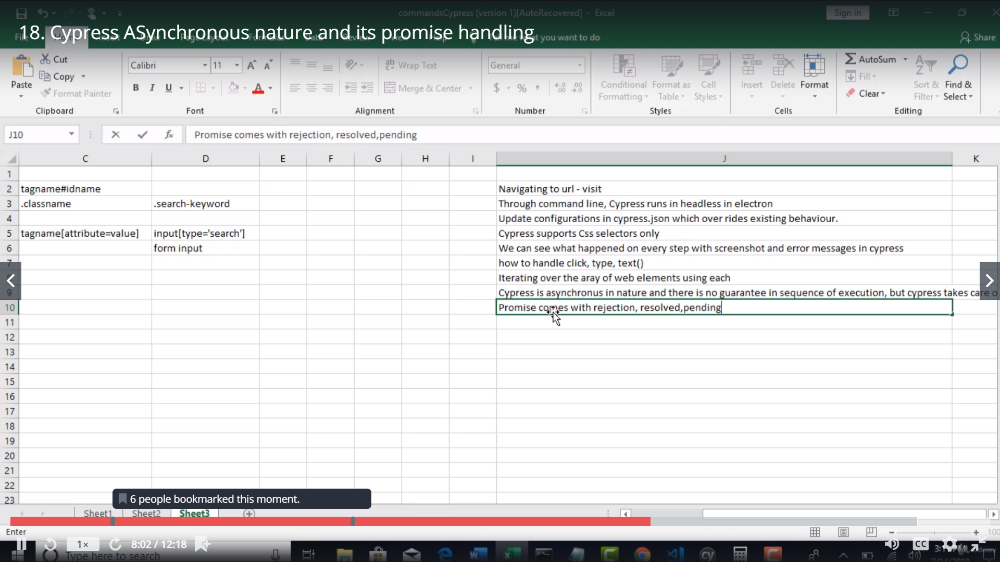 commandsCypress (version 1)[AutoRecovered] - Excel
Sign in
18. Cypress ASynchronous nature and its promise handling
you want to do
Share
Paste
Cut
Copy
Format Painter
Clipboard
Calibri
11
B I U
Font
Wrap Text
Merge & Center
Alignment
General
$ % ,
Number
Conditional Formatting
Format as Table
Cell Styles
Styles
Insert
Delete
Format
Cells
AutoSum
Fill
Clear
Sort & Filter
Find & Select
Editing
J10
fx
Promise comes with rejection, resolved,pending
C D E F G H I J K
1
2 tagname#idname Navigating to url - visit
3 .classname .search-keyword Through command line, Cypress runs in headless in electron
4 Update configurations in cypress.json which over rides existing behaviour.
5 tagname[attribute=value] input[type='search'] Cypress supports Css selectors only
6 form input We can see what happened on every step with screenshot and error messages in cypress
7 how to handle click, type, text()
Iterating over the aray of web elements using each
9 Cypress is asynchronus in nature and there is no guarantee in sequence of execution, but cypress takes care o
10 Promise comes with rejection, resolved,pending
11
12
13
14
15
16
17
18
19
20
21
22
23
6 people bookmarked this moment.
Sheet1 Sheet2 Sheet3
Enter
100
1×
8:02 / 12:18
CC
Type here to search